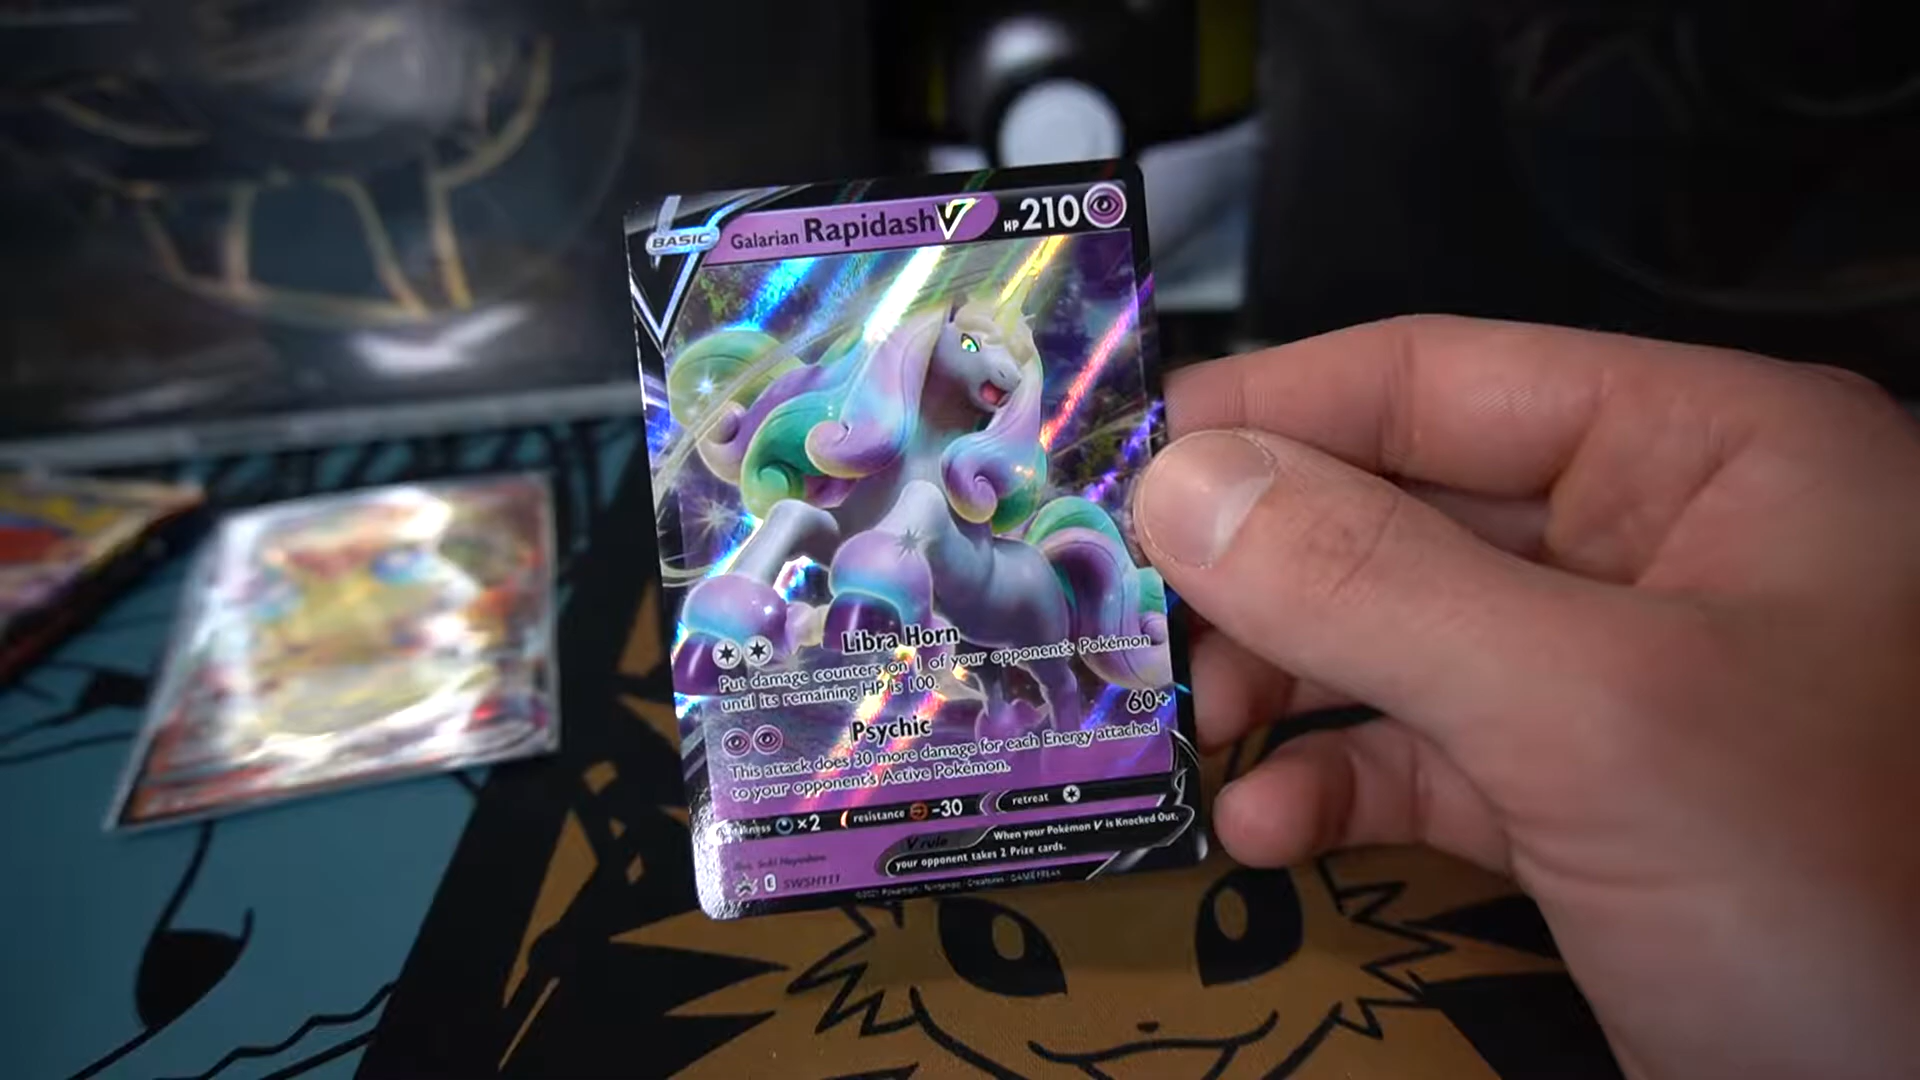 BASIC Galarian Rapidash V HP 210
Libra Horn
Put damage counters on 1 of your opponent's Pokémon
until its remaining HP is 100.
Psychic 60+
This attack does 30 more damage for each Energy attached
to your opponent's Active Pokémon.
×2 resistance -30 retreat
V rule When your Pokémon V is Knocked Out,
your opponent takes 2 Prize cards.
SWSH111
©2021 Pokémon / Nintendo / Creatures / GAME FREAK